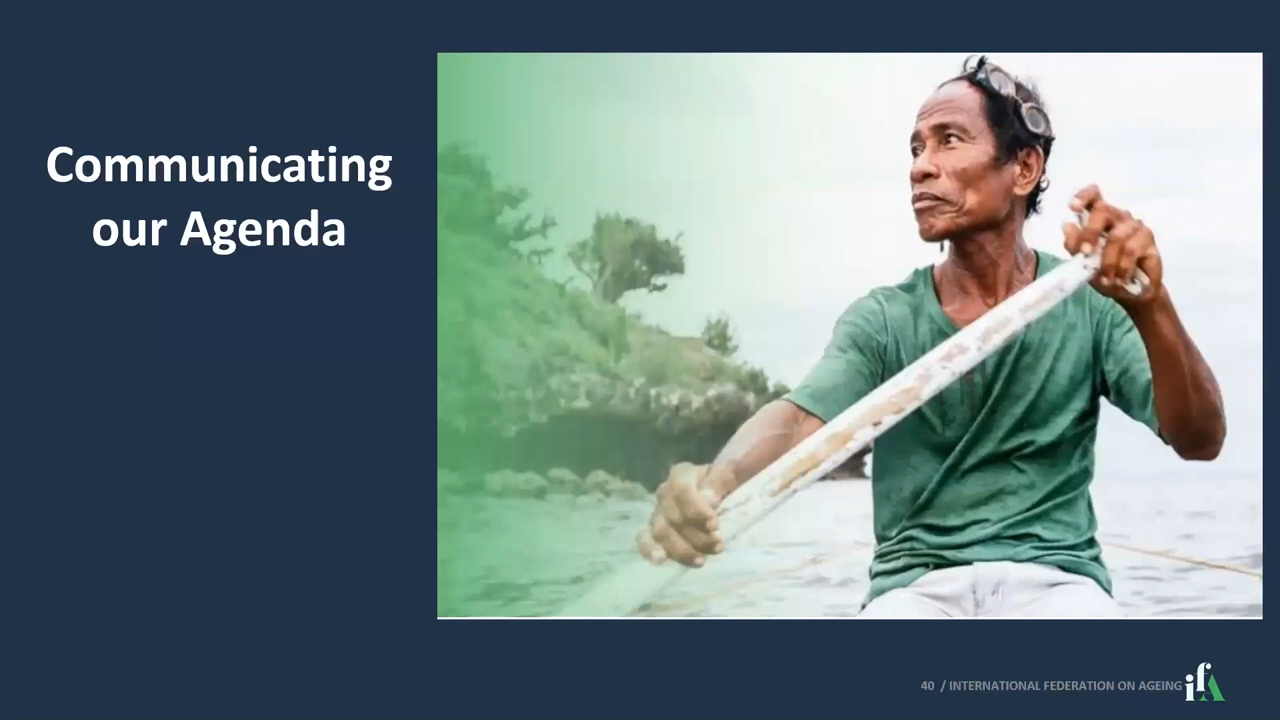 Communicating
our Agenda
40 / INTERNATIONAL FEDERATION ON AGEING
ifA